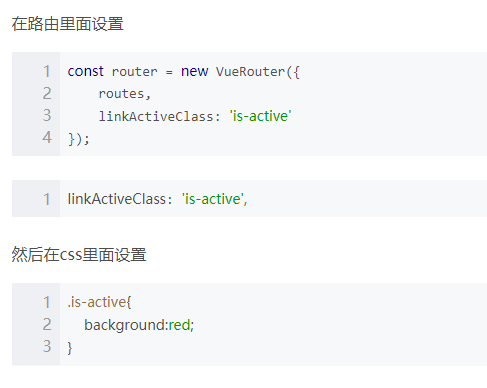 在路由里面设置
1 const router = new VueRouter({
2 routes,
3 linkActiveClass: 'is-active'
4 });
1 linkActiveClass: 'is-active',
然后在css里面设置
1 .is-active{
2 background:red;
3 }